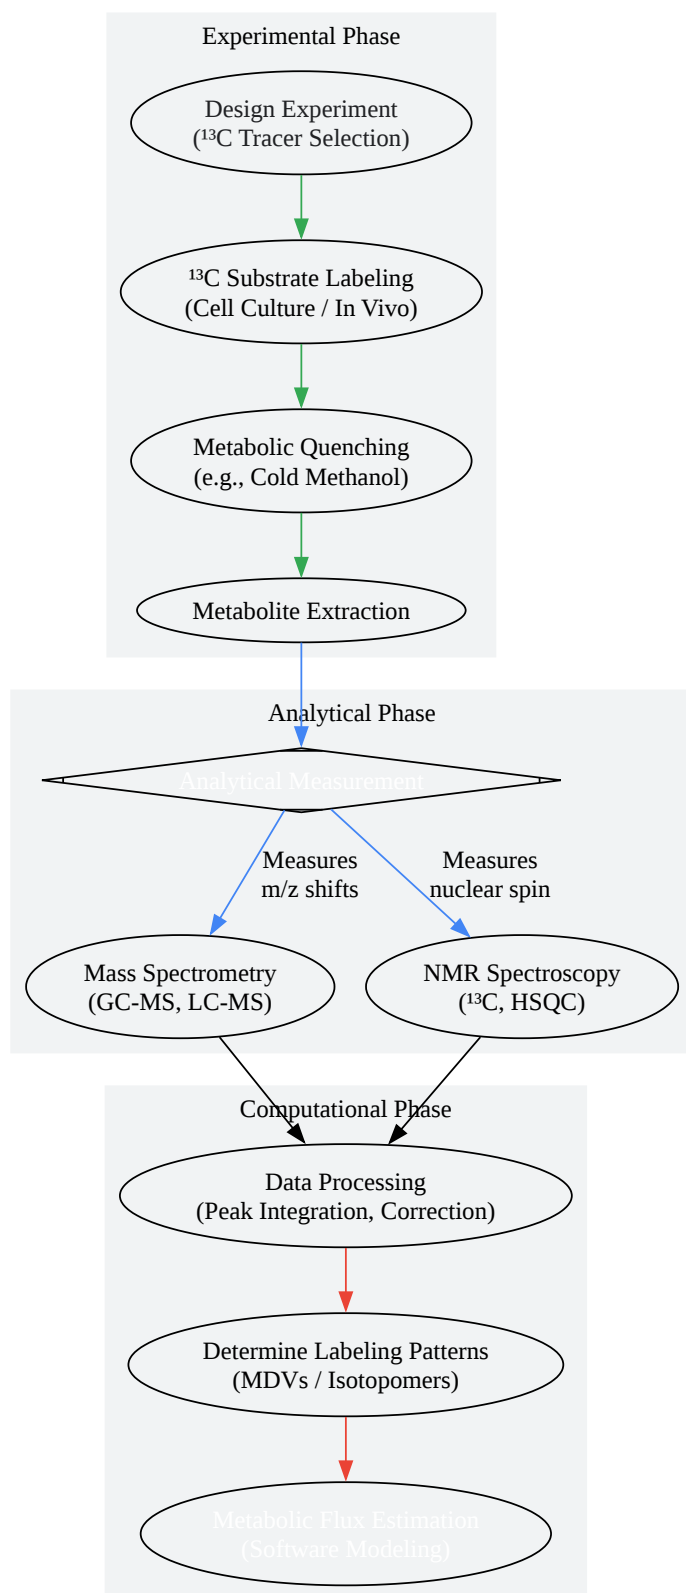 Experimental Phase
Design Experiment
(¹³C Tracer Selection)
¹³C Substrate Labeling
(Cell Culture / In Vivo)
Metabolic Quenching
(e.g., Cold Methanol)
Metabolite Extraction
Analytical Phase
Analytical Measurement
Measures
m/z shifts
Measures
nuclear spin
Mass Spectrometry
(GC-MS, LC-MS)
NMR Spectroscopy
(¹³C, HSQC)
Computational Phase
Data Processing
(Peak Integration, Correction)
Determine Labeling Patterns
(MDVs / Isotopomers)
Metabolic Flux Estimation
(Software Modeling)